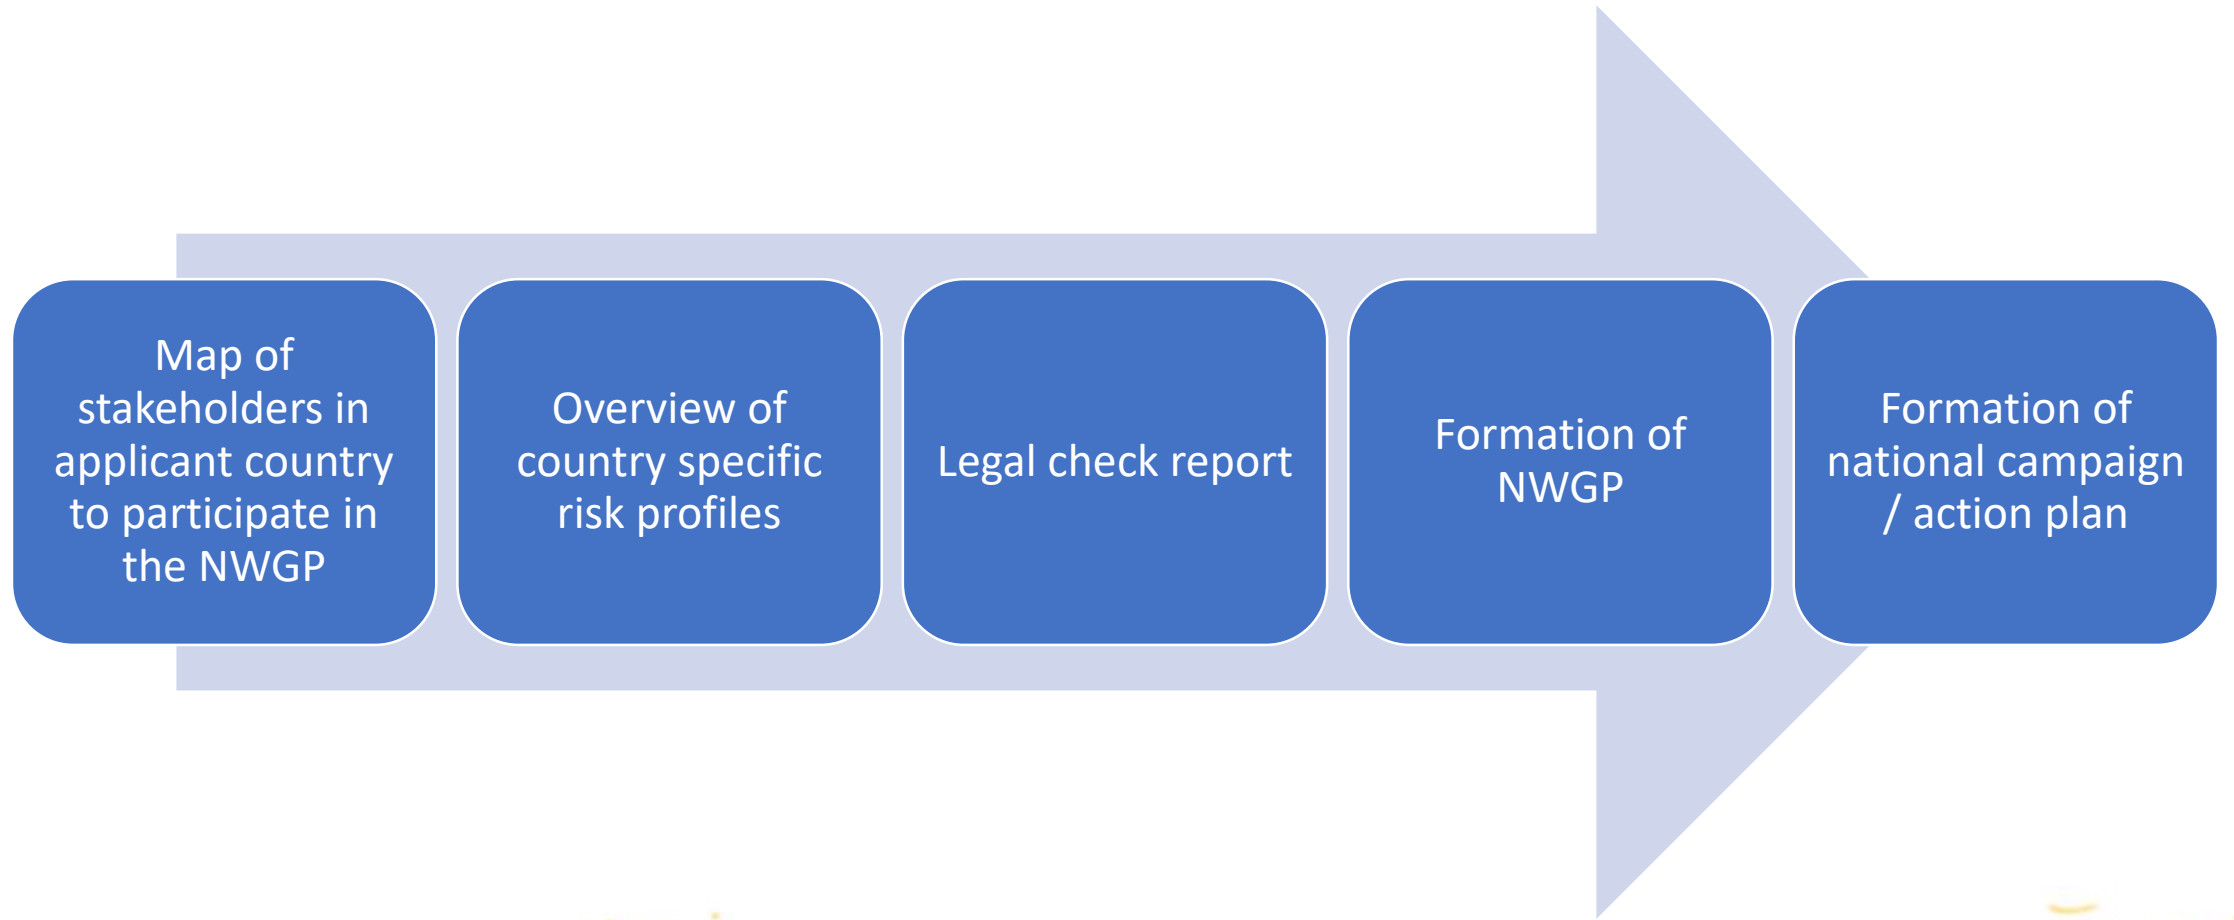 Map of
stakeholders in
applicant country
to participate in
the NWGP
Overview of
country specific
risk profiles
Legal check report
Formation of
NWGP
Formation of
national campaign
/ action plan